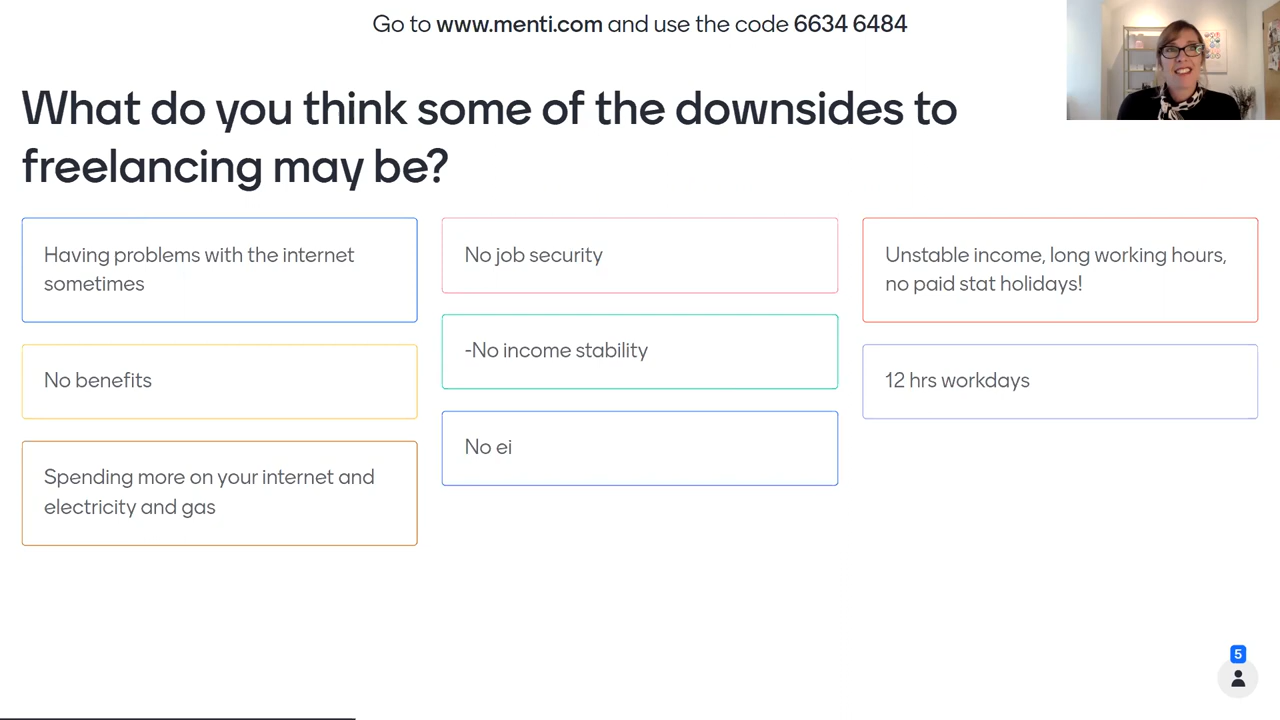 Go to www.menti.com and use the code 6634 6484
What do you think some of the downsides to
freelancing may be?
Having problems with the internet
sometimes
No benefits
Spending more on your internet and
electricity and gas
No job security
-No income stability
No ei
Unstable income, long working hours,
no paid stat holidays!
12 hrs workdays
5